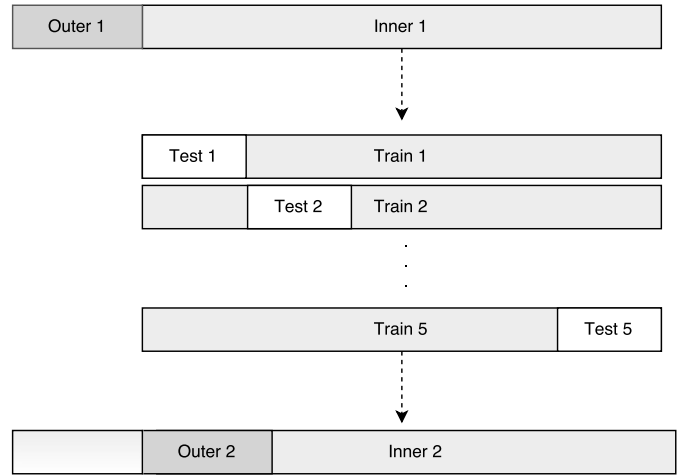 Outer 1 Inner 1
Test 1 Train 1
Test 2 Train 2
.
.
.
Train 5 Test 5
Outer 2 Inner 2